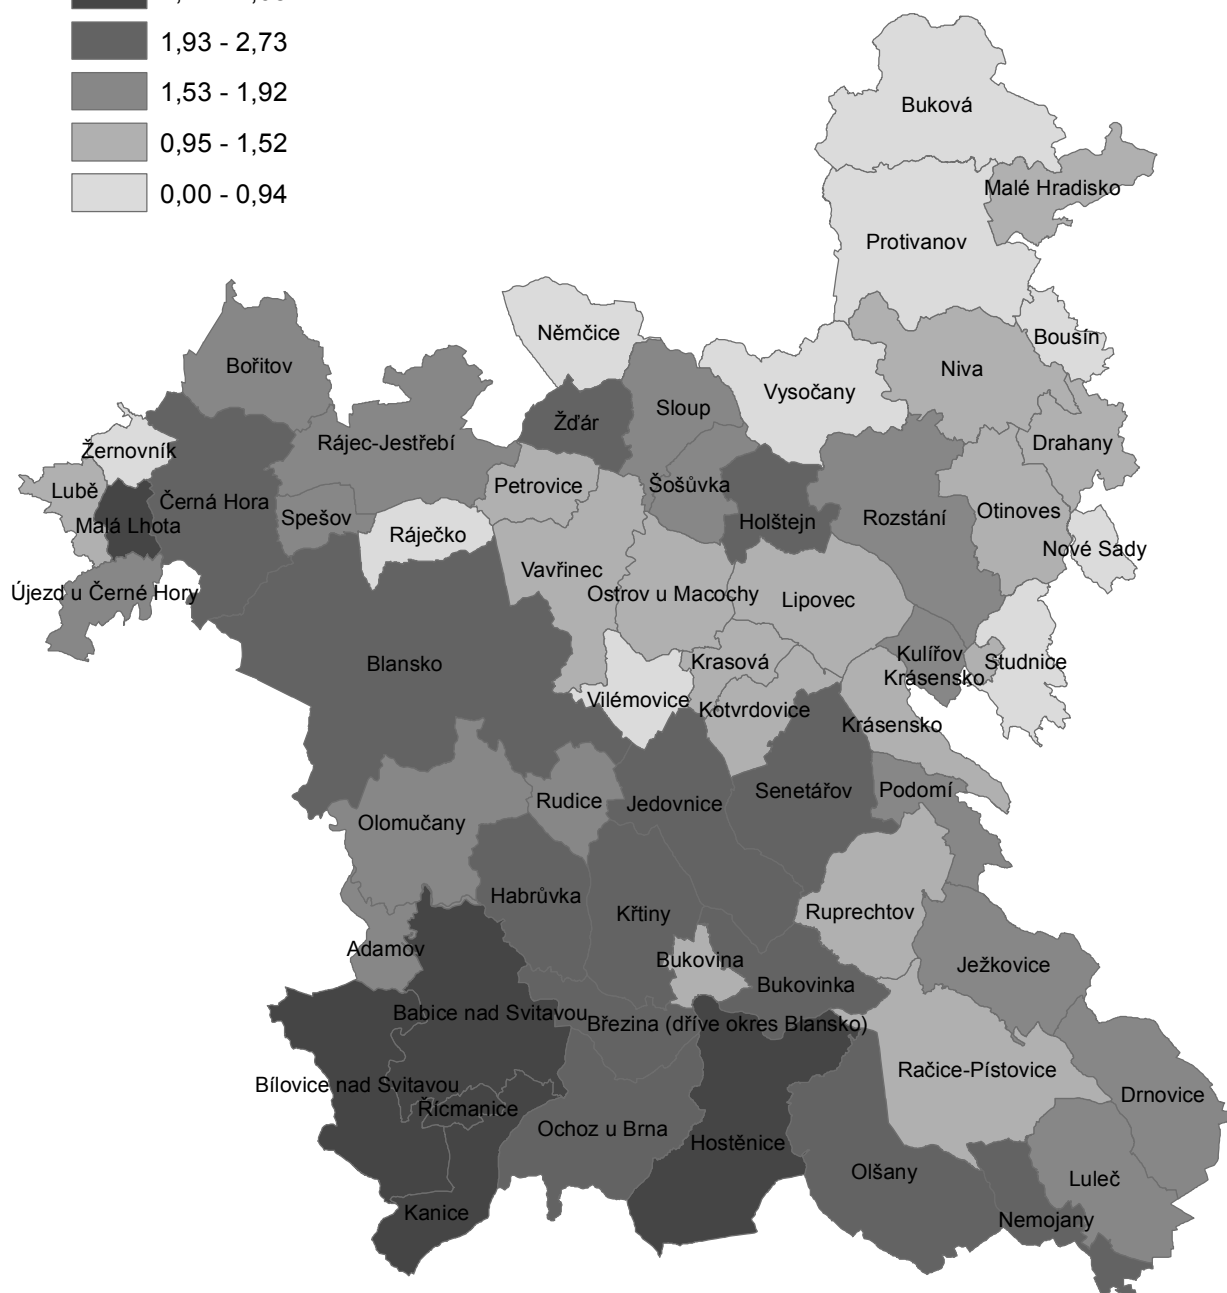 1,93 - 2,73
1,53 - 1,92
0,95 - 1,52
0,00 - 0,94
Buková
Malé Hradisko
Protivanov
Němčice
Bousín
Bořitov
Niva
Vysočany
Sloup
Žďár
Rájec-Jestřebí
Drahany
Žernovník
Lubě
Petrovice
Šošůvka
Černá Hora
Otinoves
Spešov
Rozstání
Malá Lhota
Holštejn
Ráječko
Nové Sady
Vavřinec
Újezd u Černé Hory
Ostrov u Macochy
Lipovec
Kulířov
Blansko
Krasová
Studnice
Krásensko
Vilémovice
Kotvrdovice
Krásensko
Senetářov
Podomí
Rudice
Jedovnice
Olomučany
Habrůvka
Ruprechtov
Křtiny
Adamov
Bukovina
Ježkovice
Bukovinka
Babice nad Svitavou
Březina (dříve okres Blansko)
Račice-Pístovice
Bílovice nad Svitavou
Drnovice
Řícmanice
Ochoz u Brna
Hostěnice
Olšany
Luleč
Kanice
Nemojany